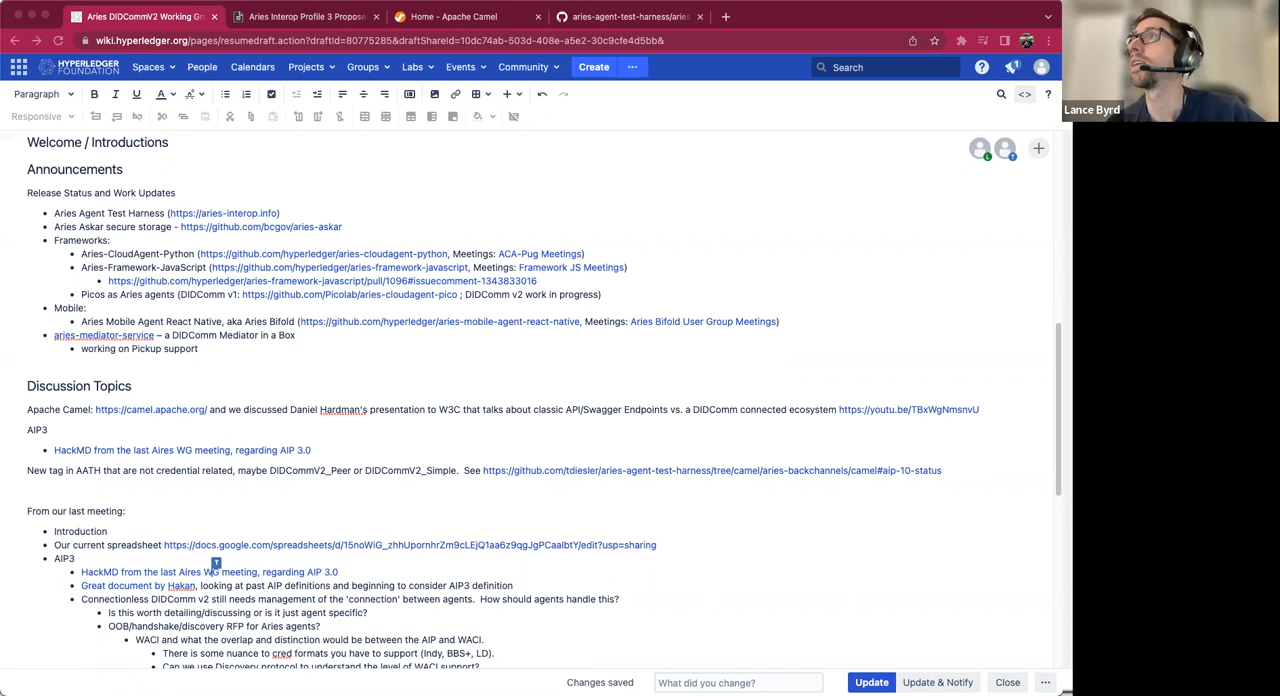 Aries DIDCommV2 Working Gr
Aries Interop Profile 3 Propose
Home - Apache Camel
aries-agent-test-harness/aries
wiki.hyperledger.org/pages/resumedraft.action?draftId=80775285&draftShareId=10dc74ab-503d-408e-a5e2-30c9cfe4d5bb&
HYPERLEDGER
FOUNDATION
Spaces
People
Calendars
Projects
Groups
Labs
Events
Community
Create
Search
1
Lance Byrd
Paragraph
B
I
U
A
Responsive
Welcome / Introductions
Announcements
Release Status and Work Updates
Aries Agent Test Harness (https://aries-interop.info)
Aries Askar secure storage - https://github.com/bcgov/aries-askar
Frameworks:
Aries-CloudAgent-Python (https://github.com/hyperledger/aries-cloudagent-python, Meetings: ACA-Pug Meetings)
Aries-Framework-JavaScript (https://github.com/hyperledger/aries-framework-javascript, Meetings: Framework JS Meetings)
https://github.com/hyperledger/aries-framework-javascript/pull/1096#issuecomment-1343833016
Picos as Aries agents (DIDComm v1: https://github.com/Picolab/aries-cloudagent-pico ; DIDComm v2 work in progress)
Mobile:
Aries Mobile Agent React Native, aka Aries Bifold (https://github.com/hyperledger/aries-mobile-agent-react-native, Meetings: Aries Bifold User Group Meetings)
aries-mediator-service – a DIDComm Mediator in a Box
working on Pickup support
Discussion Topics
Apache Camel: https://camel.apache.org/ and we discussed Daniel Hardman's presentation to W3C that talks about classic API/Swagger Endpoints vs. a DIDComm connected ecosystem https://youtu.be/TBxWgNmsnvU
AIP3
HackMD from the last Aires WG meeting, regarding AIP 3.0
New tag in AATH that are not credential related, maybe DIDCommV2_Peer or DIDCommV2_Simple. See https://github.com/tdiesler/aries-agent-test-harness/tree/camel/aries-backchannels/camel#aip-10-status
From our last meeting:
Introduction
Our current spreadsheet https://docs.google.com/spreadsheets/d/15noWiG_zhhUpornhrZm9cLEjQ1aa6z9qgJgPCaaIbtY/edit?usp=sharing
AIP3
T
HackMD from the last Aires WG meeting, regarding AIP 3.0
Great document by Hakan, looking at past AIP definitions and beginning to consider AIP3 definition
Connectionless DIDComm v2 still needs management of the 'connection' between agents. How should agents handle this?
Is this worth detailing/discussing or is it just agent specific?
OOB/handshake/discovery RFP for Aries agents?
WACI and what the overlap and distinction would be between the AIP and WACI.
There is some nuance to cred formats you have to support (Indy, BBS+, LD).
Can we use Discovery protocol to understand the level of WACI support?
Changes saved
What did you change?
Update
Update & Notify
Close